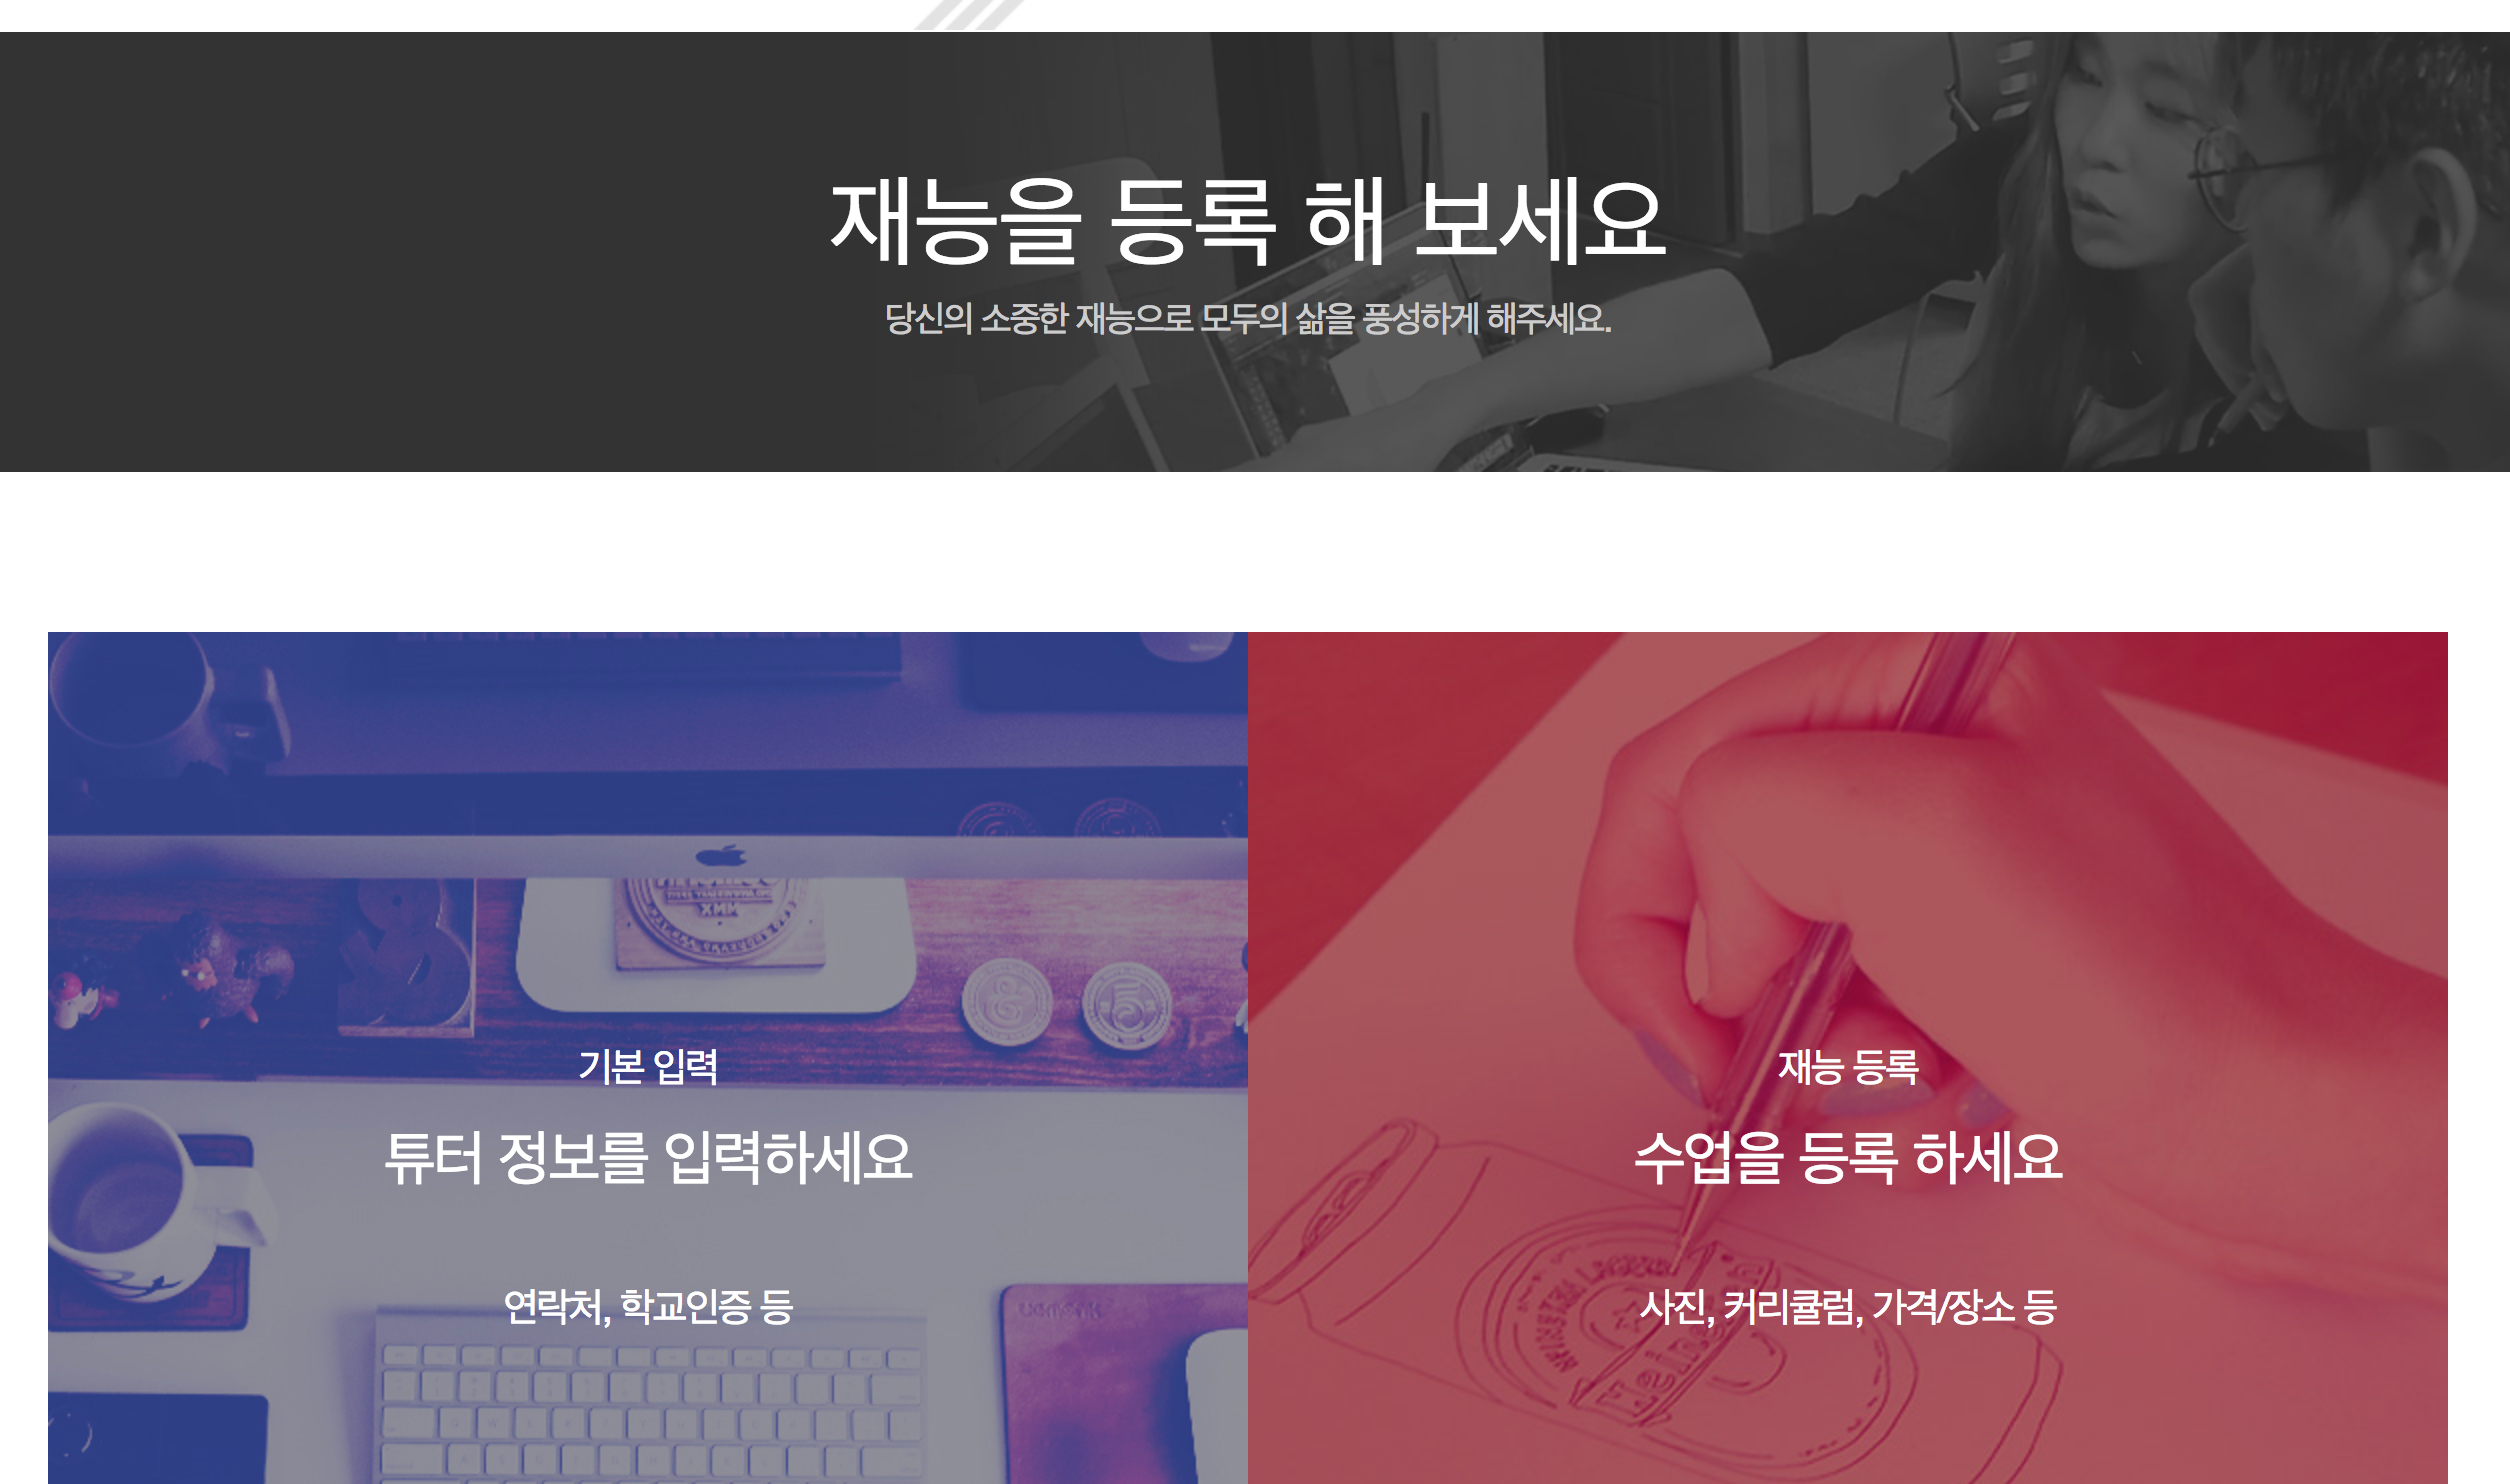 재능을 등록 해 보세요
당신의 소중한 재능으로 모두의 삶을 풍성하게 해주세요.
기본 입력
튜터 정보를 입력하세요
연락처, 학교인증 등
재능 등록
수업을 등록 하세요
사진, 커리큘럼, 가격/장소 등